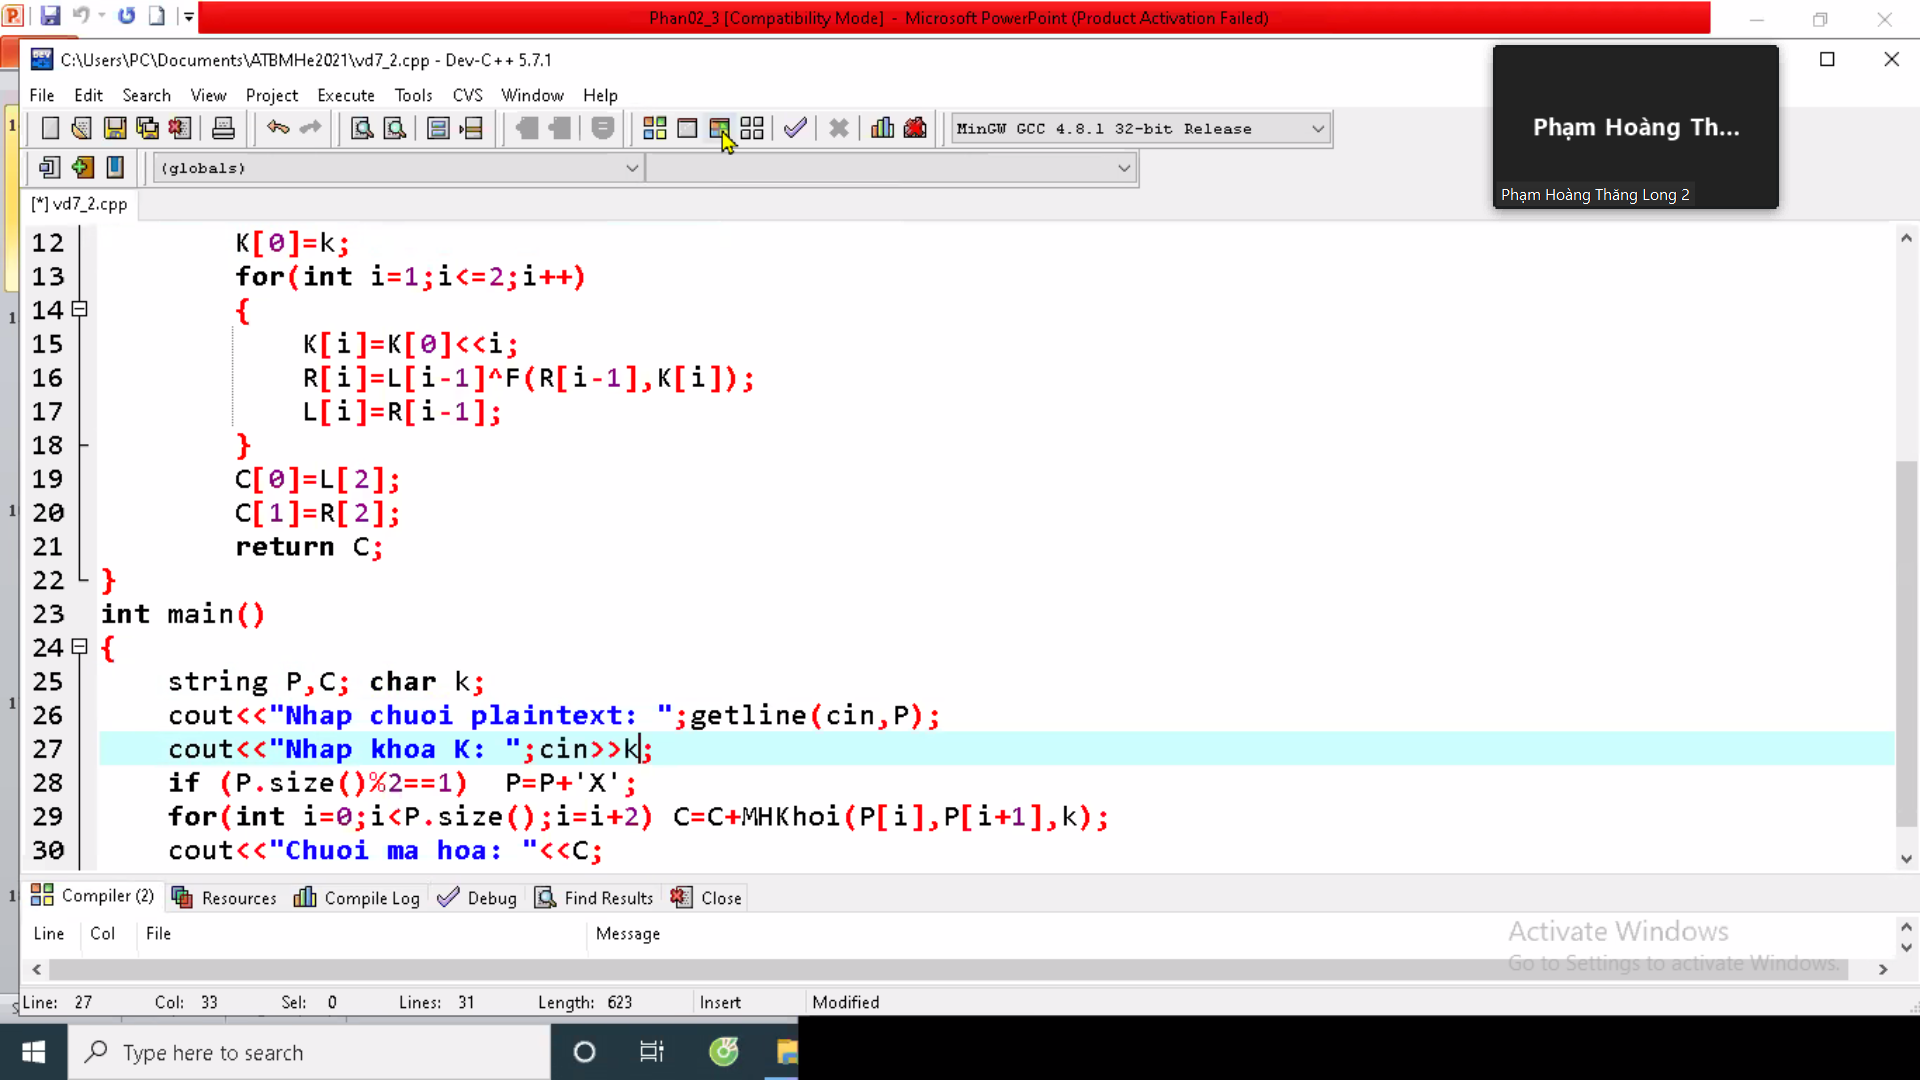 Phan02_3 [Compatibility Mode] - Microsoft PowerPoint (Product Activation Failed)
C:\Users\PC\Documents\ATBMHe2021\vd7_2.cpp - Dev-C++ 5.7.1
File Edit Search View Project Execute Tools CVS Window Help
MinGW GCC 4.8.1 32-bit Release
(globals)
Phạm Hoàng Th...
Phạm Hoàng Thăng Long 2
[*] vd7_2.cpp
12 K[0]=k;
13 for(int i=1;i<=2;i++)
14 {
15 K[i]=K[0]<<i;
16 R[i]=L[i-1]^F(R[i-1],K[i]);
17 L[i]=R[i-1];
18 }
19 C[0]=L[2];
20 C[1]=R[2];
21 return C;
22 }
23 int main()
24 {
25 string P,C; char k;
26 cout<<"Nhap chuoi plaintext: ";getline(cin,P);
27 cout<<"Nhap khoa K: ";cin>>k;
28 if (P.size()%2==1) P=P+'X';
29 for(int i=0;i<P.size();i=i+2) C=C+MHKhoi(P[i],P[i+1],k);
30 cout<<"Chuoi ma hoa: "<<C;
Compiler (2) Resources Compile Log Debug Find Results Close
Line Col File Message
Activate Windows
Go to Settings to activate Windows.
Line: 27 Col: 33 Sel: 0 Lines: 31 Length: 623 Insert Modified
Type here to search